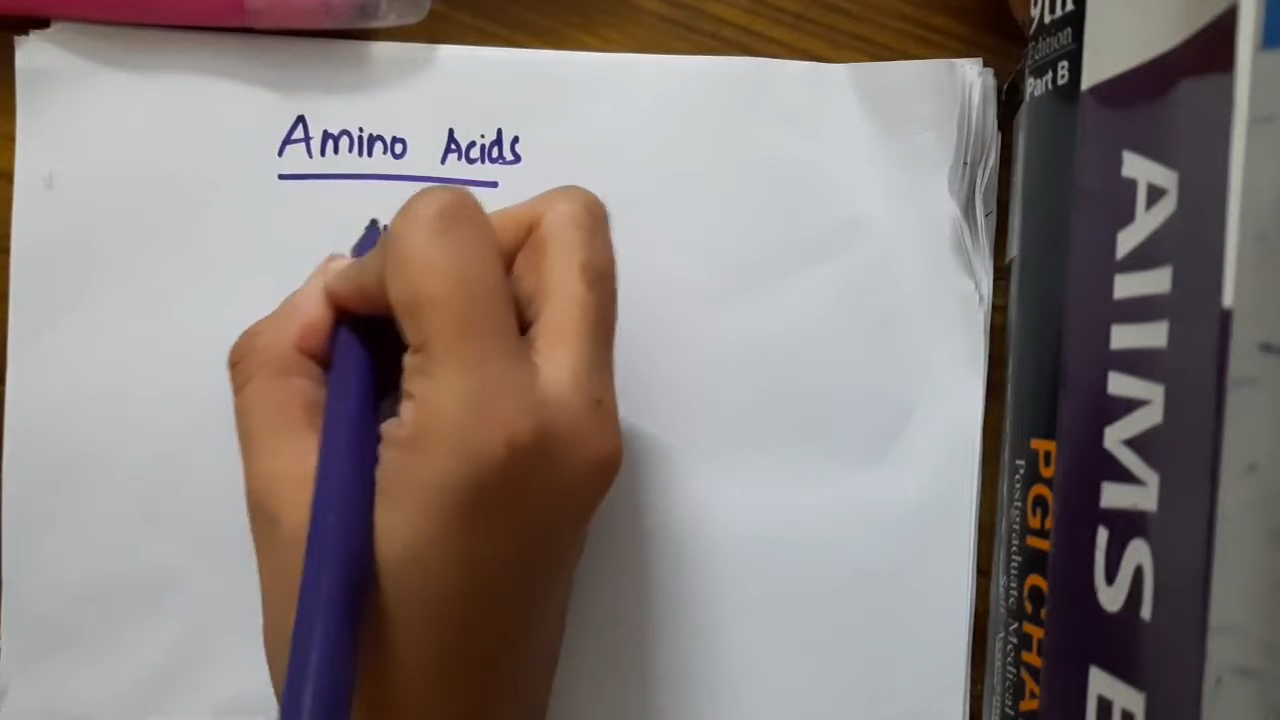 Amino Acids
9th
Edition
Part B
PGI CHA
Postgraduate Medical
AIIMS E